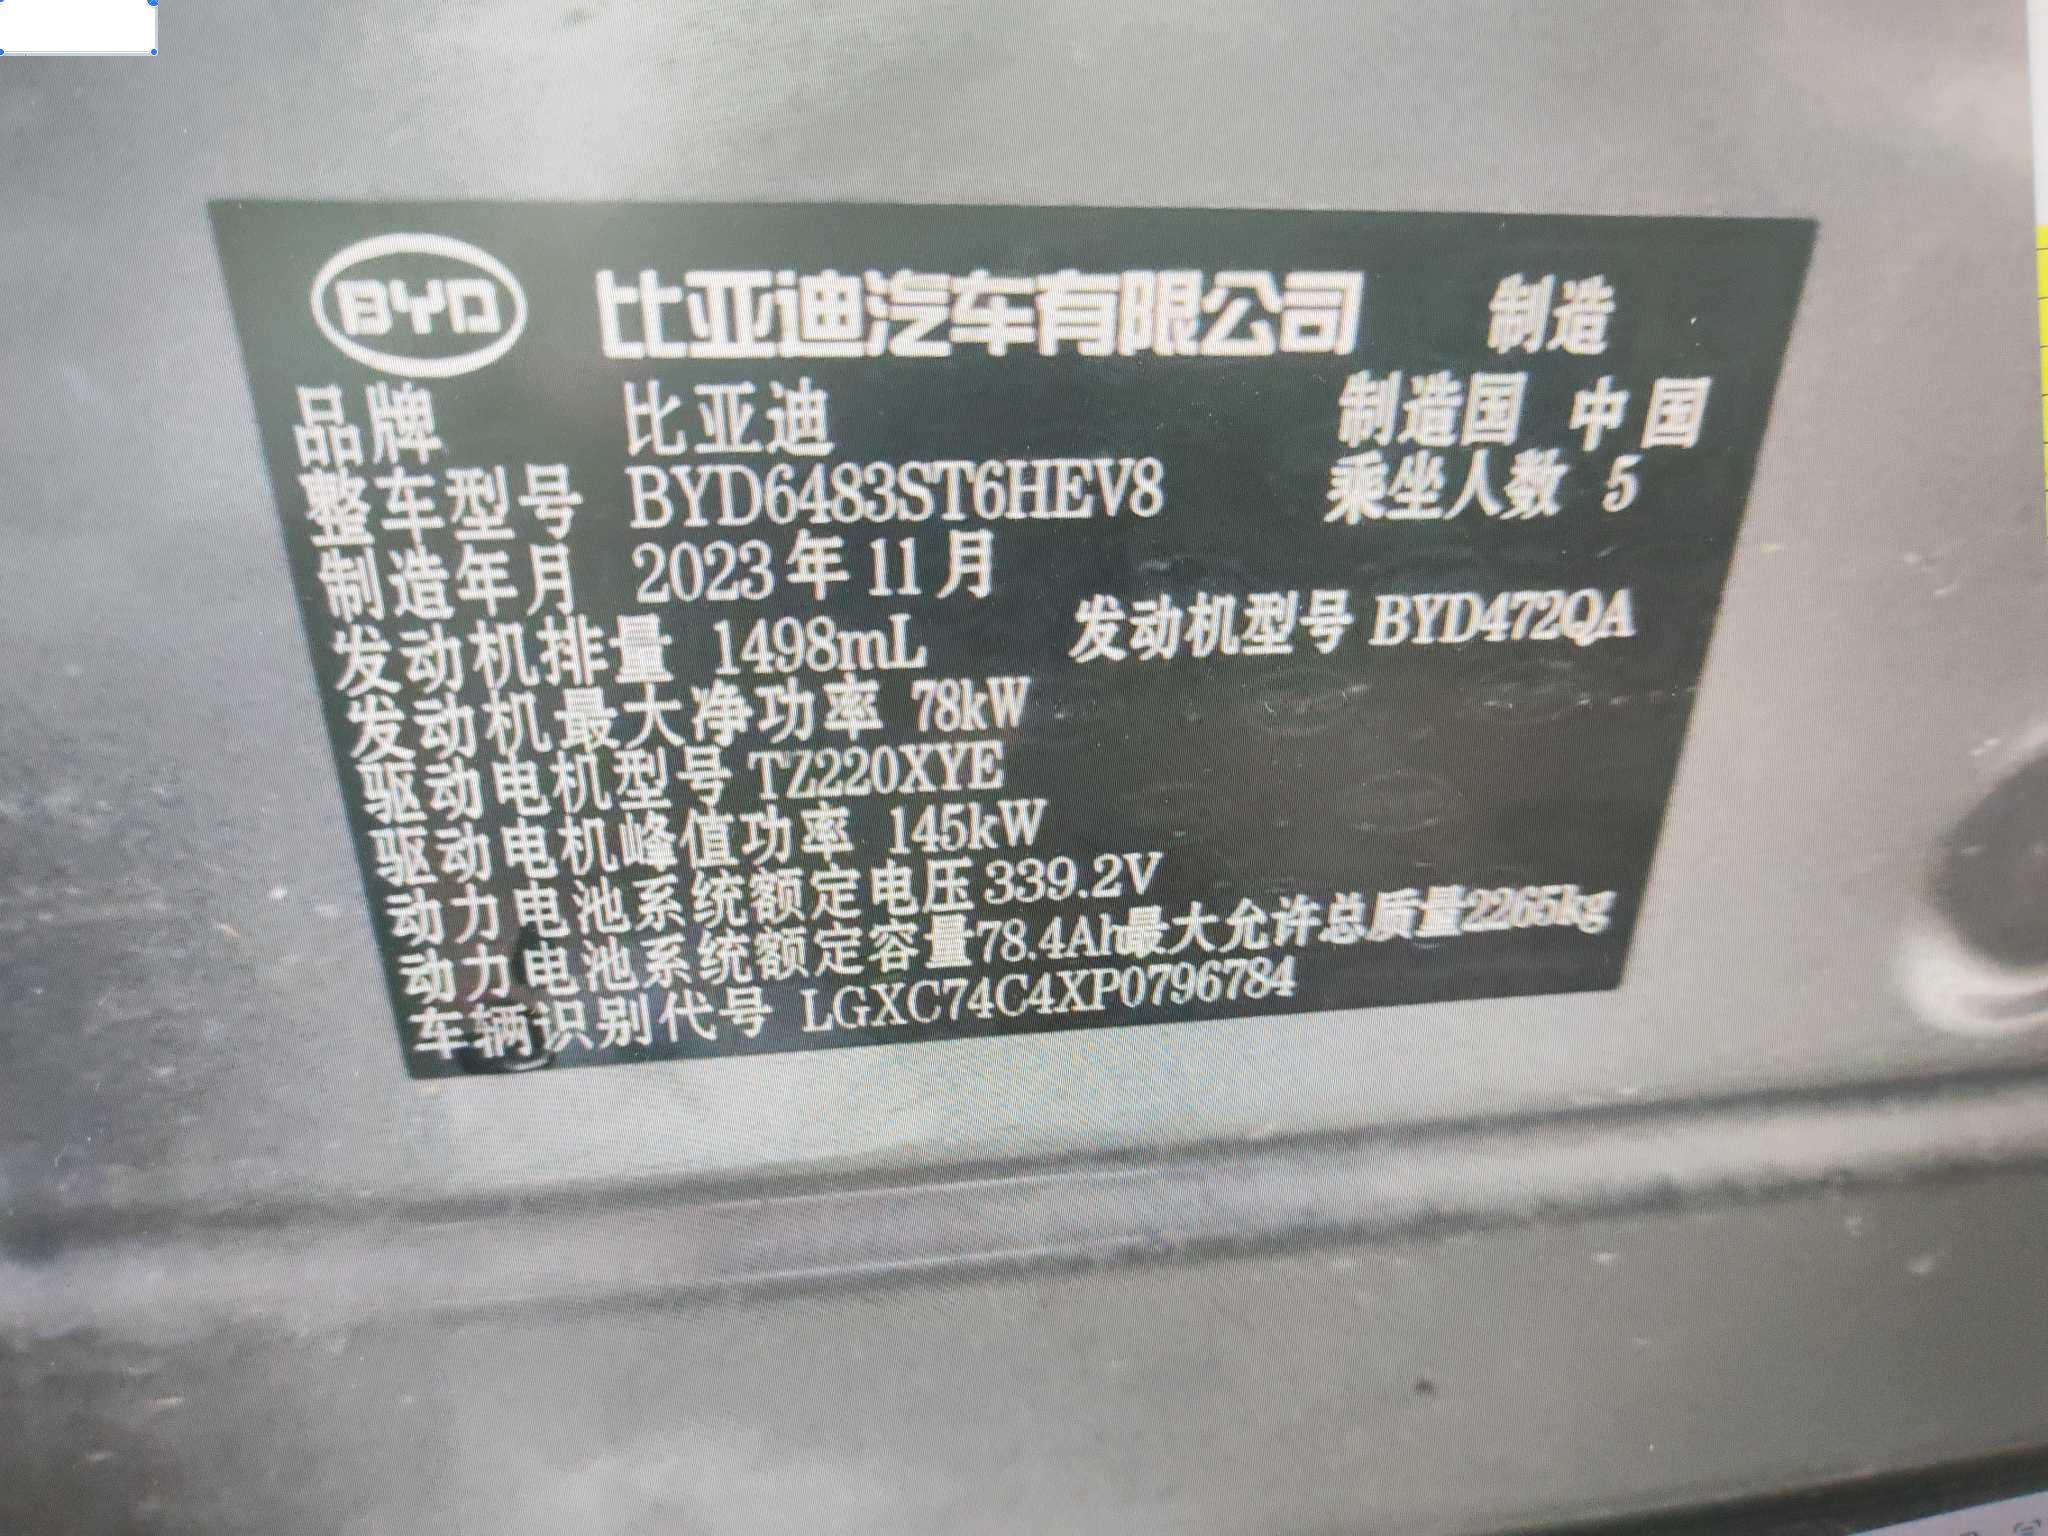 BYD 比亚迪汽车有限公司 制造
品牌 比亚迪 制造国 中国
整车型号 BYD6483ST6HEV8 乘坐人数 5
制造年月 2023年11月
发动机排量 1498mL 发动机型号 BYD472QA
发动机最大净功率 78kW
驱动电机型号 TZ220XYE
驱动电机峰值功率 145kW
动力电池系统额定电压 339.2V
动力电池系统额定容量 78.4Ah 最大允许总质量 2265kg
车辆识别代号 LGXC74C4XP0796784